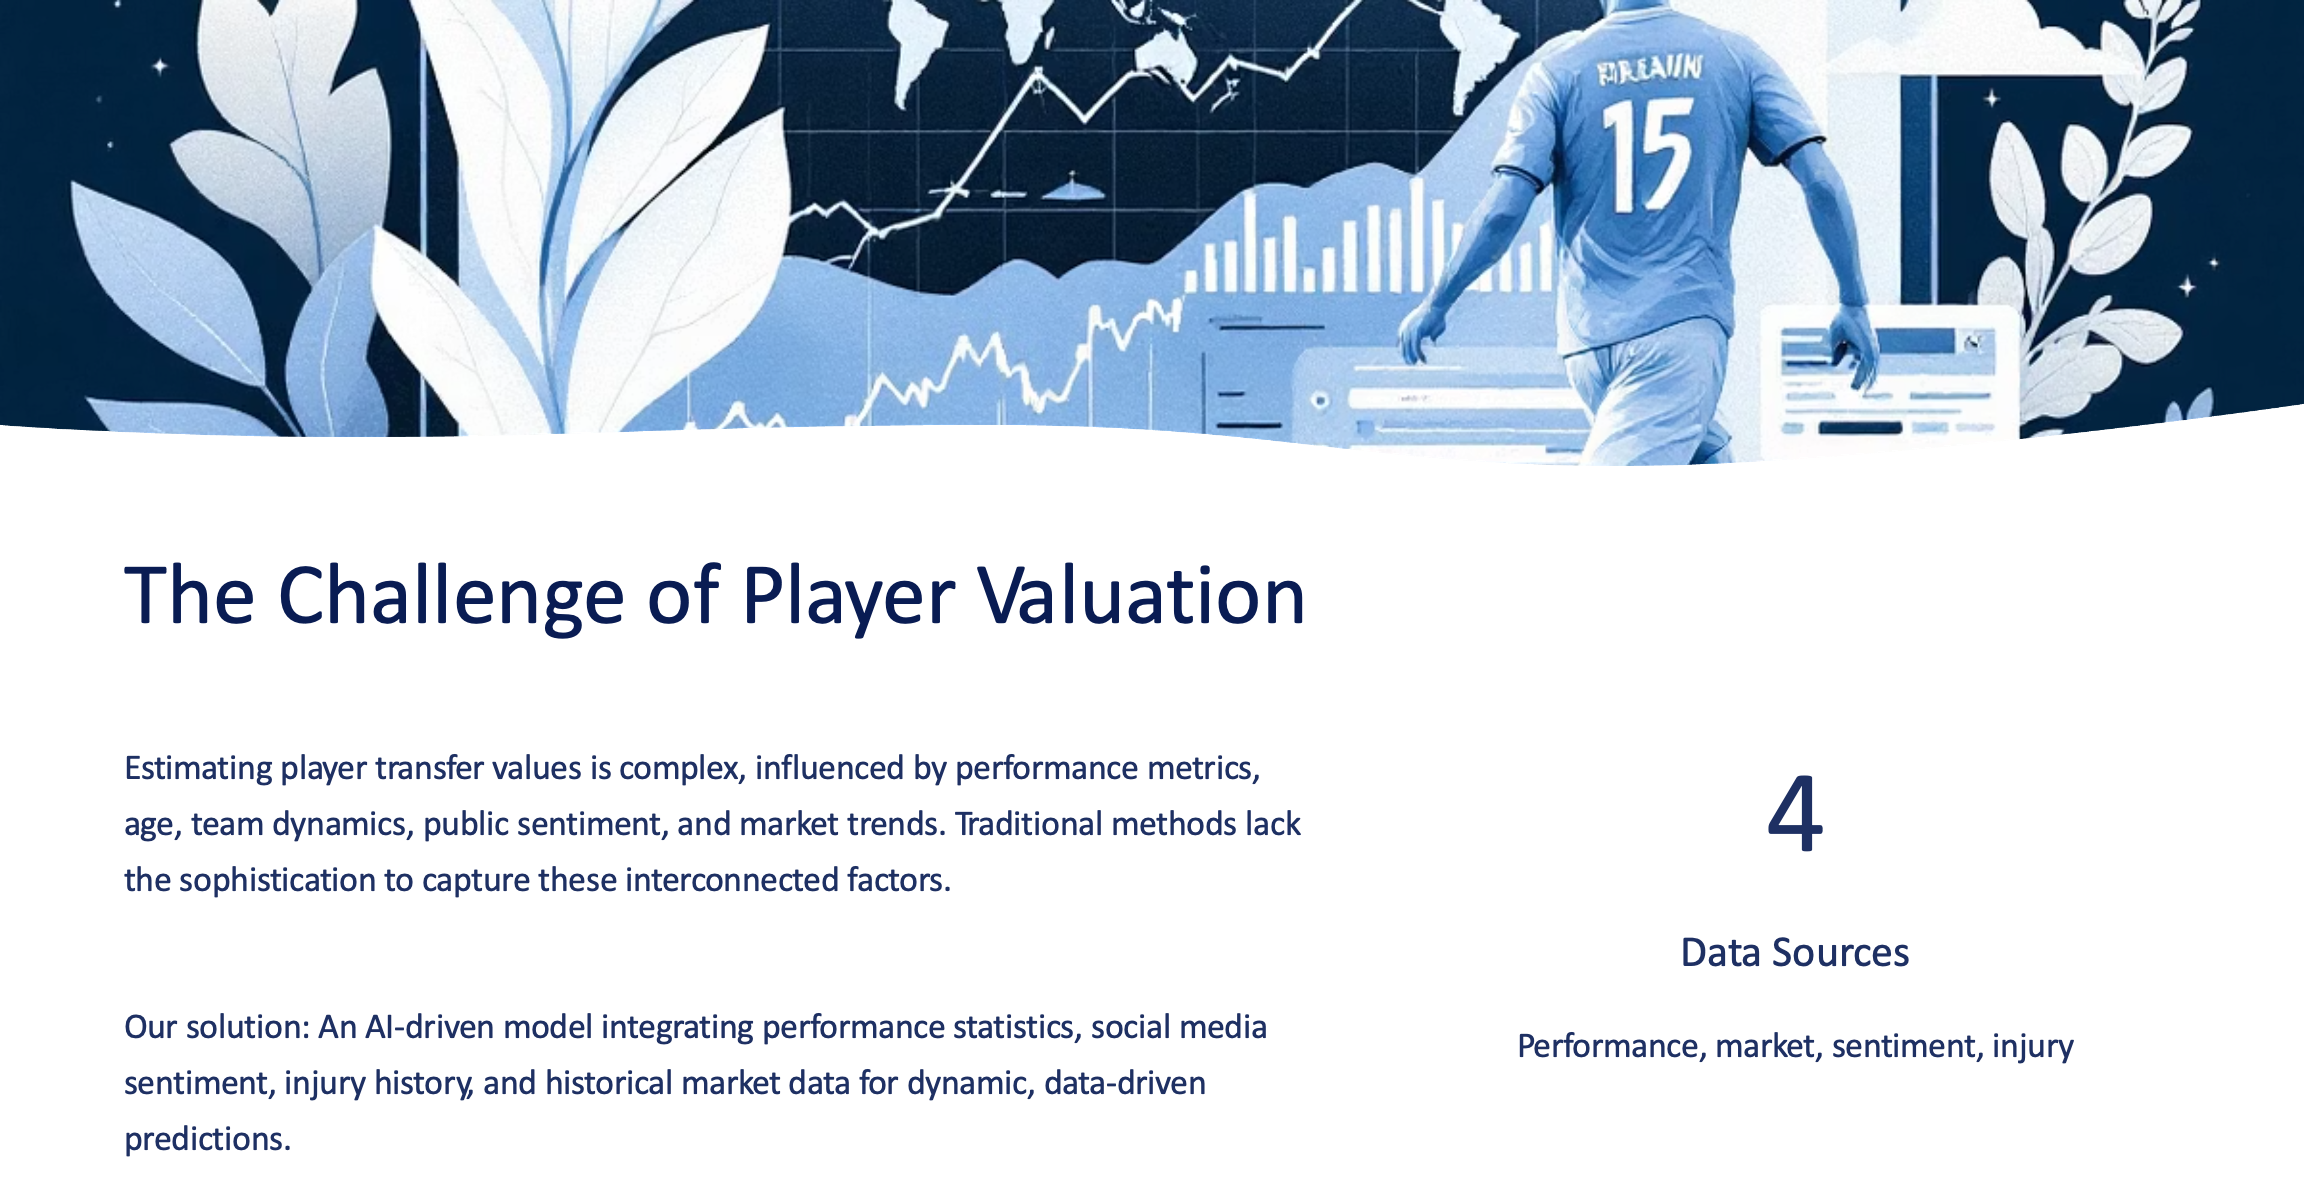 15
The Challenge of Player Valuation
Estimating player transfer values is complex, influenced by performance metrics,
age, team dynamics, public sentiment, and market trends. Traditional methods lack
the sophistication to capture these interconnected factors.
Our solution: An AI-driven model integrating performance statistics, social media
sentiment, injury history, and historical market data for dynamic, data-driven
predictions.
4
Data Sources
Performance, market, sentiment, injury